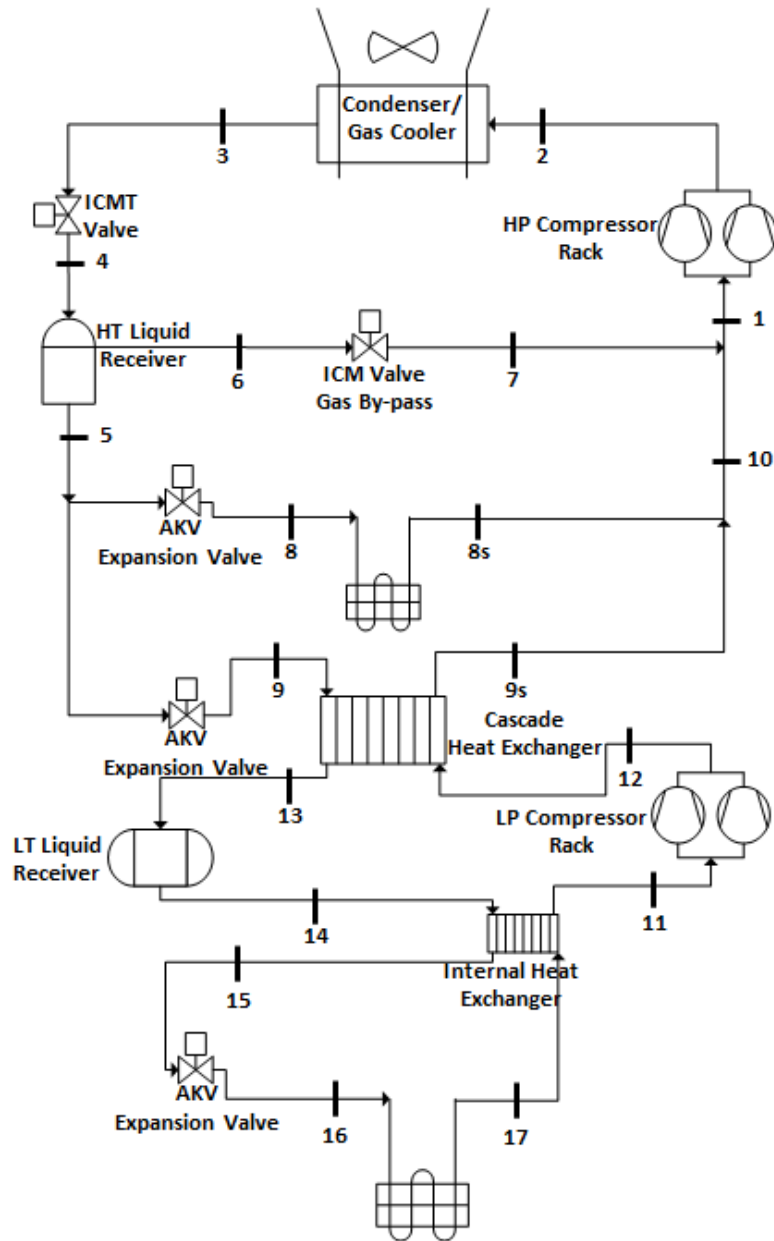 Condenser/
Gas Cooler
3
2
ICMT
Valve
HP Compressor
Rack
4
1
HT Liquid
Receiver
6
ICM Valve
Gas By-pass
7
5
10
AKV
Expansion Valve
8
8s
9
9s
AKV
Expansion Valve
Cascade
Heat Exchanger
12
13
LP Compressor
Rack
LT Liquid
Receiver
14
11
15
Internal Heat
Exchanger
AKV
Expansion Valve
16
17